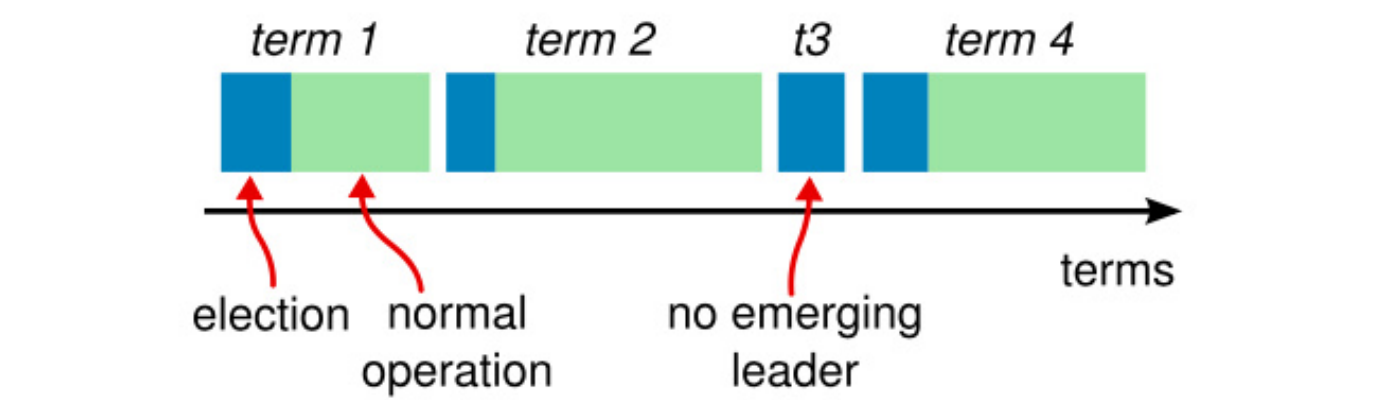 term 1
term 2
t3
term 4
terms
election
normal
operation
no emerging
leader